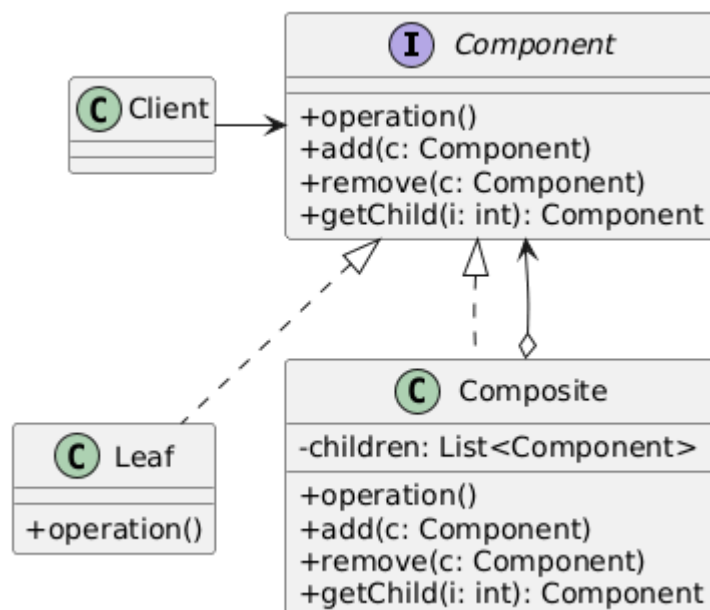 I Component
+operation()
+add(c: Component)
+remove(c: Component)
+getChild(i: int): Component
C Client
C Leaf
+operation()
C Composite
-children: List<Component>
+operation()
+add(c: Component)
+remove(c: Component)
+getChild(i: int): Component